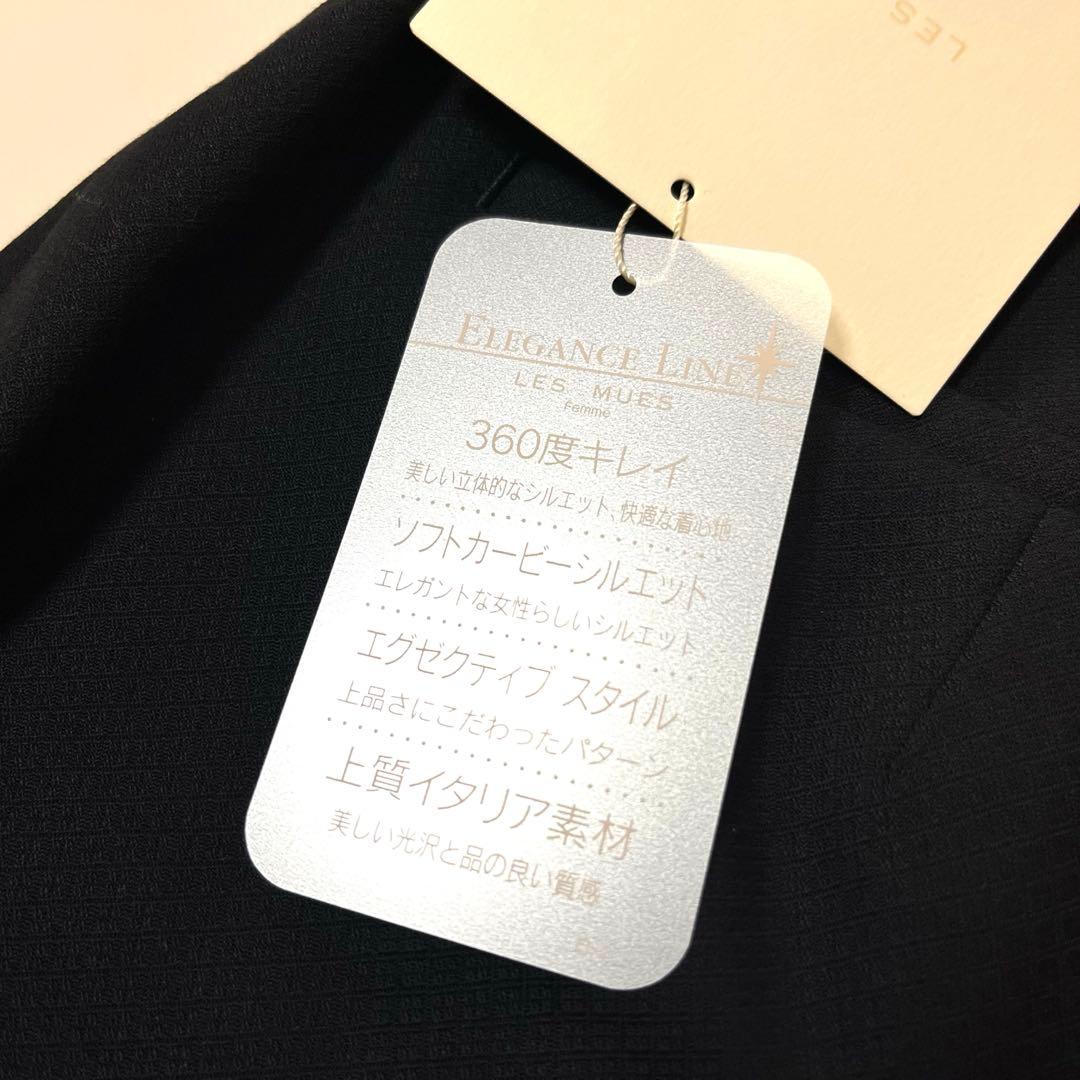 LES
ELEGANCE LINE
LES MUES
Femme
360度キレイ
美しい立体的なシルエット、快適な着心地
ソフトカービーシルエット
エレガントな女性らしいシルエット
エグゼクティブ スタイル
上品さにこだわったパターン
上質イタリア素材
美しい光沢と品の良い質感